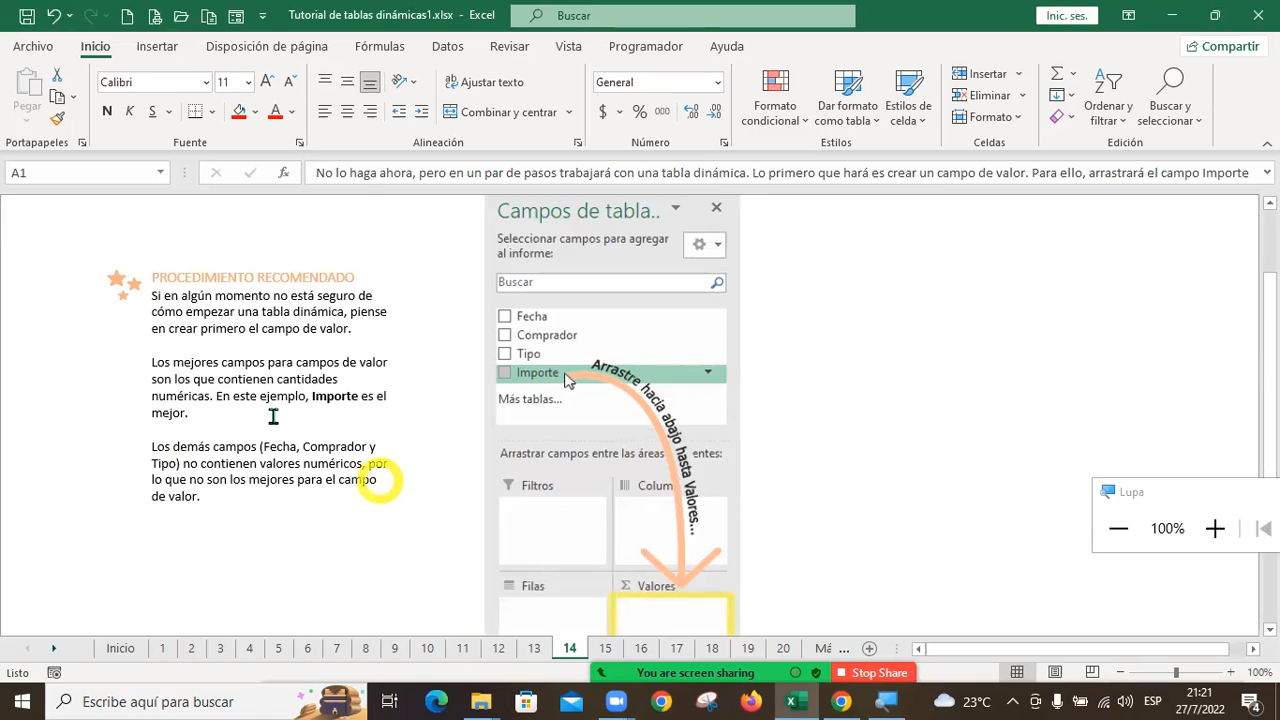 Tutorial de tablas dinámicas1.xlsx - Excel
Buscar
Inic. ses.
Archivo Inicio Insertar Disposición de página Fórmulas Datos Revisar Vista Programador Ayuda
Compartir
Pegar
Calibri 11
N K S
Ajustar texto
Combinar y centrar
General
$ % 000
Formato condicional
Dar formato como tabla
Estilos de celda
Insertar
Eliminar
Formato
Ordenar y filtrar
Buscar y seleccionar
Portapapeles Fuente Alineación Número Estilos Celdas Edición
A1
No lo haga ahora, pero en un par de pasos trabajará con una tabla dinámica. Lo primero que hará es crear un campo de valor. Para ello, arrastrará el campo Importe
PROCEDIMIENTO RECOMENDADO
Si en algún momento no está seguro de
cómo empezar una tabla dinámica, piense
en crear primero el campo de valor.
Los mejores campos para campos de valor
son los que contienen cantidades
numéricas. En este ejemplo, Importe es el
mejor.
Los demás campos (Fecha, Comprador y
Tipo) no contienen valores numéricos, por
lo que no son los mejores para el campo
de valor.
Campos de tabla..
Seleccionar campos para agregar
al informe:
Buscar
Fecha
Comprador
Tipo
Importe
Más tablas...
Arrastre hacia abajo hasta Valores...
Arrastrar campos entre las áreas
Filtros
Filas
Σ Valores
Lupa
100%
Inicio 1 2 3 4 5 6 7 8 9 10 11 12 13 14 15 16 17 18 19 20 Má ...
Listo
You are screen sharing
Stop Share
100%
Escribe aquí para buscar
23°C
ESP
21:21
27/7/2022
4